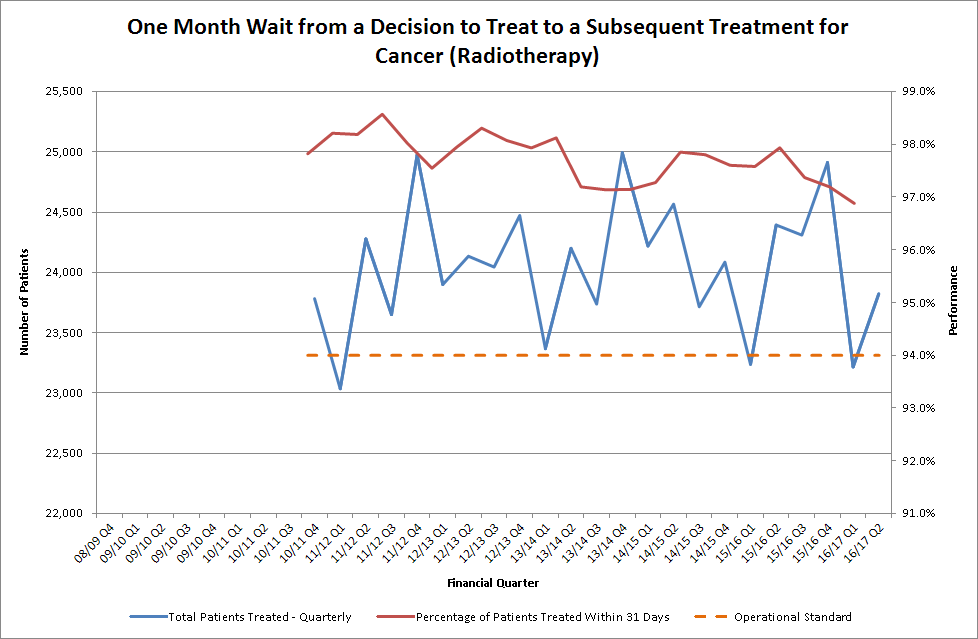 One Month Wait from a Decision to Treat to a Subsequent Treatment for
Cancer (Radiotherapy)
25,500
25,000
24,500
24,000
23,500
23,000
22,500
22,000
Number of Patients
99.0%
98.0%
97.0%
96.0%
95.0%
94.0%
93.0%
92.0%
91.0%
Performance
08/09 Q4
09/10 Q1
09/10 Q2
09/10 Q3
09/10 Q4
10/11 Q1
10/11 Q2
10/11 Q3
10/11 Q4
11/12 Q1
11/12 Q2
11/12 Q3
11/12 Q4
12/13 Q1
12/13 Q2
12/13 Q3
12/13 Q4
13/14 Q1
13/14 Q2
13/14 Q3
13/14 Q4
14/15 Q1
14/15 Q2
14/15 Q3
14/15 Q4
15/16 Q1
15/16 Q2
15/16 Q3
15/16 Q4
16/17 Q1
16/17 Q2
Financial Quarter
Total Patients Treated - Quarterly
Percentage of Patients Treated Within 31 Days
Operational Standard